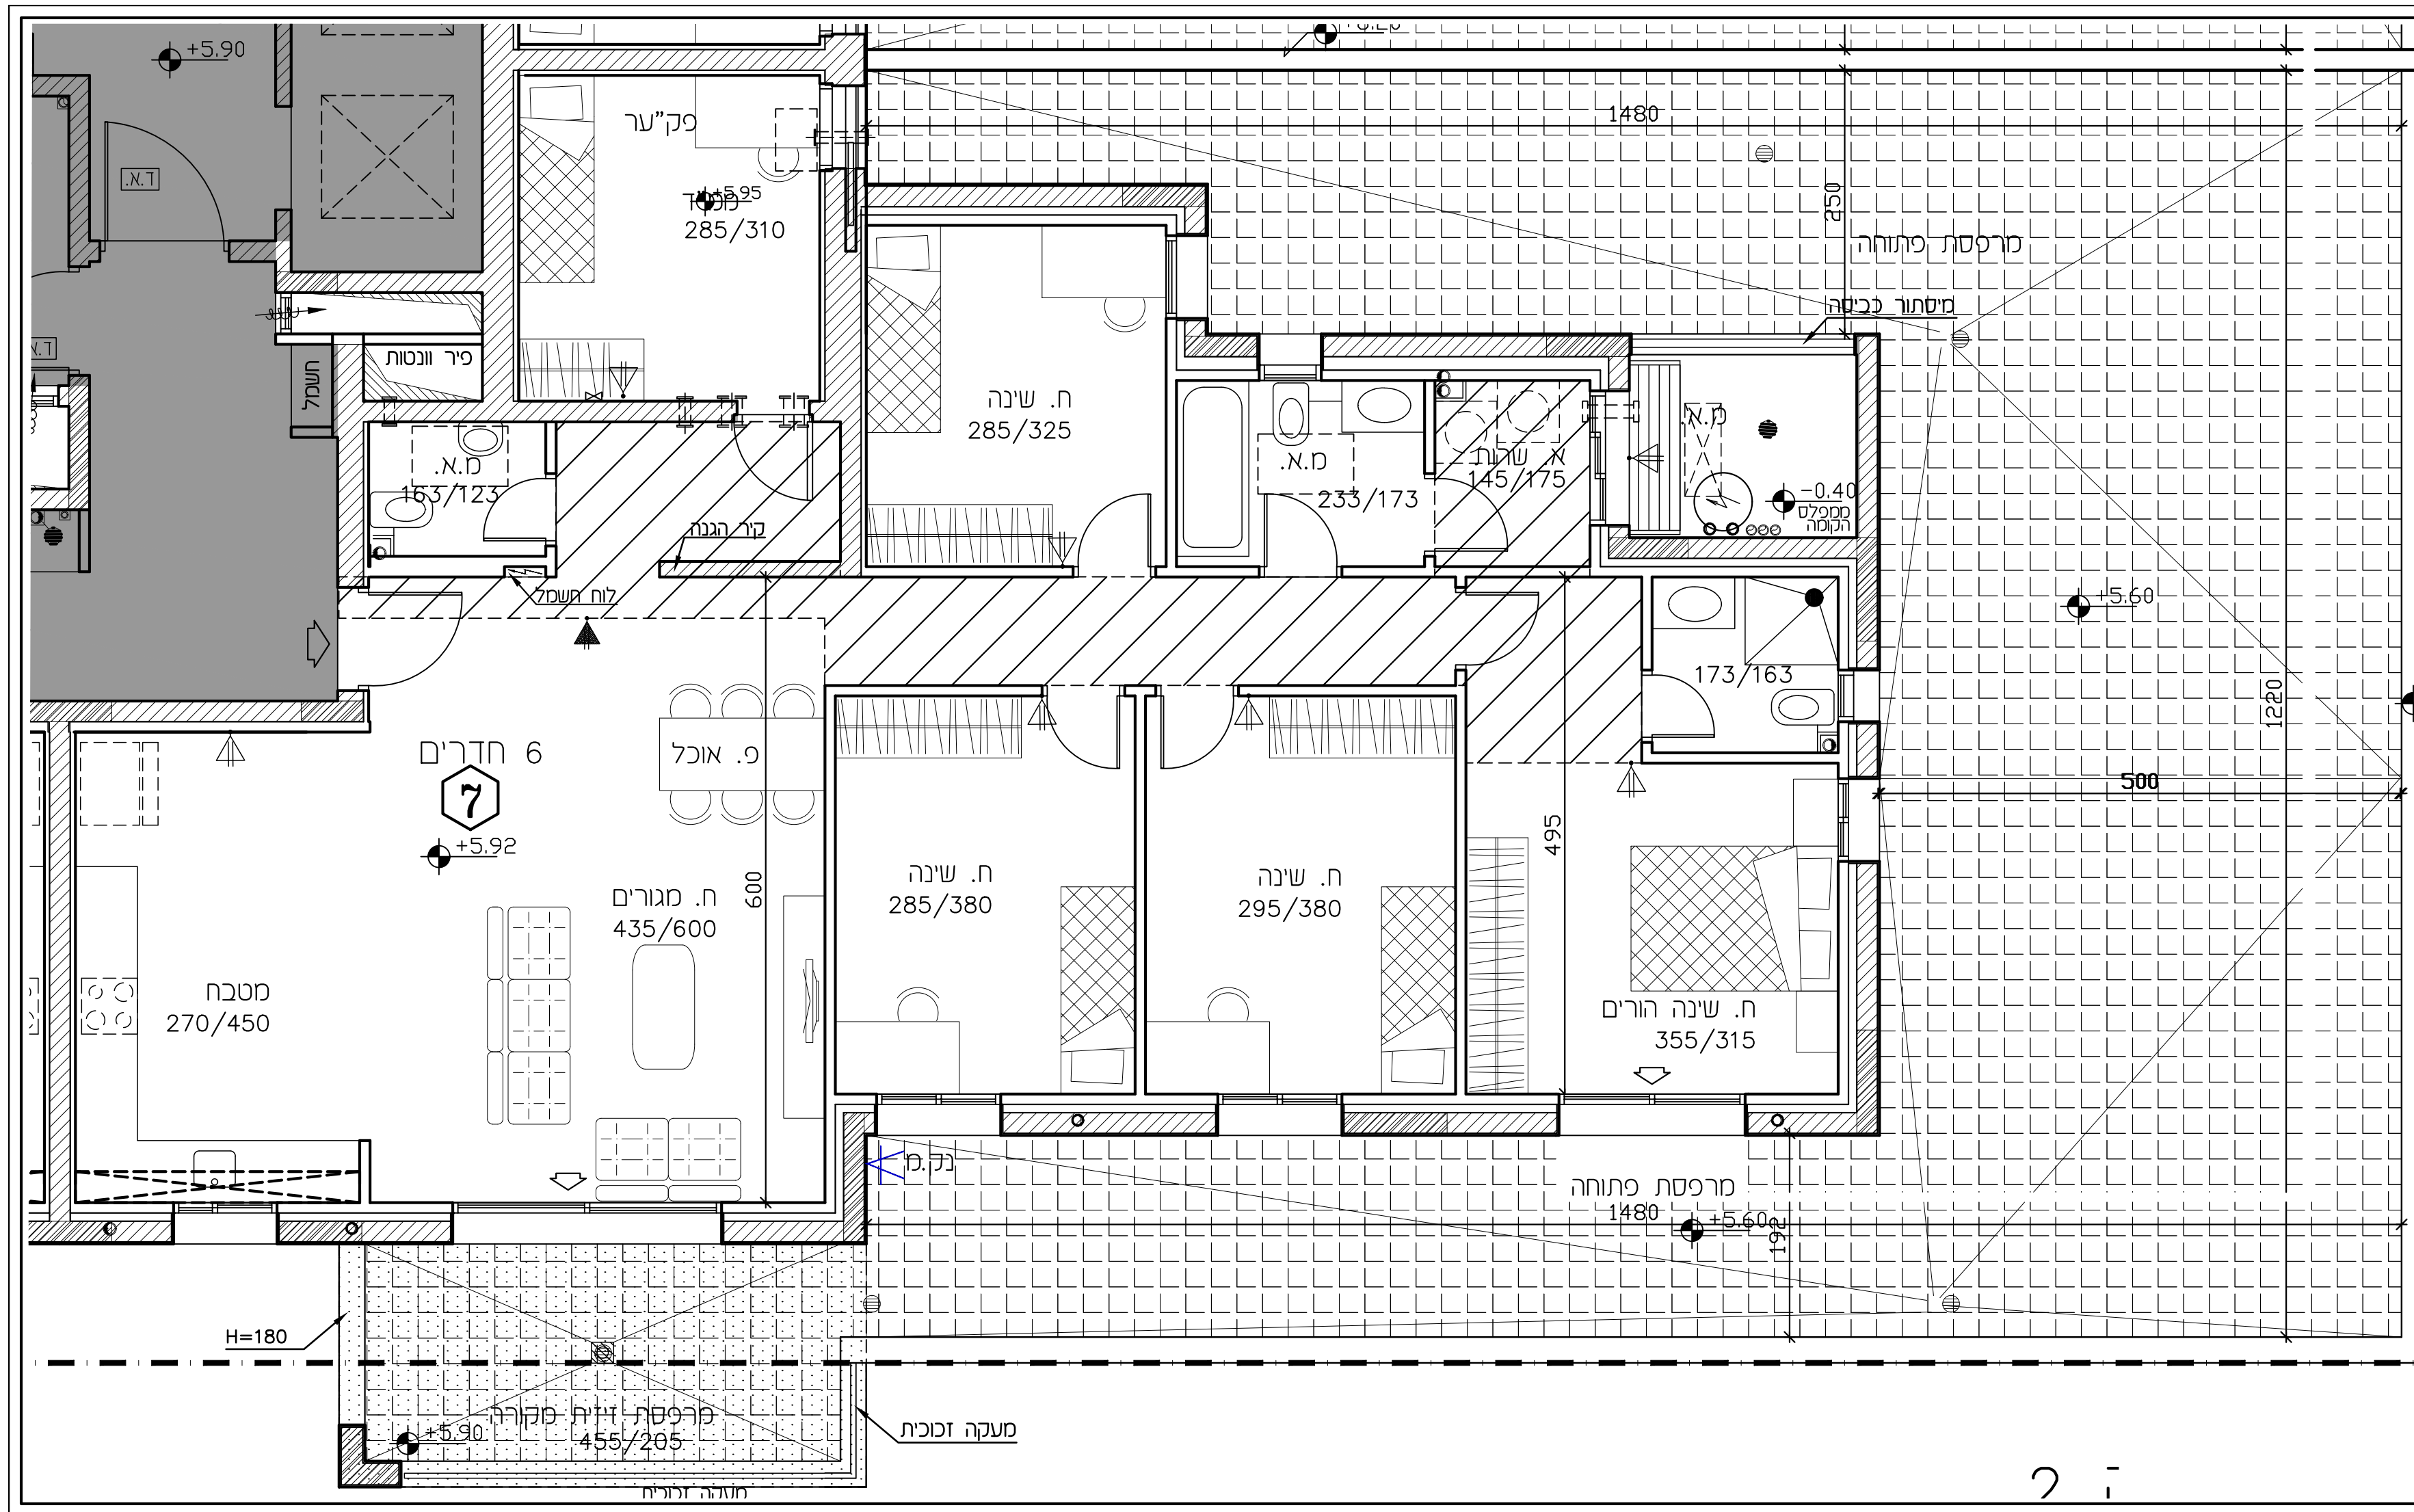 +5.90
ד.א.
פק"ער
ממ"ד
+5.95
285/310
1480
250
מרפסת פתוחה
מיסתור כביסה
חשמל
פיר וונטות
ח. שינה
285/325
מ.א.
163/123
מ.א.
233/173
א. שרות
145/175
מ.א.
-0.40
ממפלס
הקומה
קיר הגנה
לוח חשמל
+5.60
173/163
1220
500
6 חדרים
7
+5.92
פ. אוכל
600
495
ח. מגורים
435/600
ח. שינה
285/380
ח. שינה
295/380
מטבח
270/450
ח. שינה הורים
355/315
נק.מ
מרפסת פתוחה
1480
+5.60
192
H=180
מרפסת זיזית מקורה
+5.90
455/205
מעקה זכוכית
מעקה זכוכית